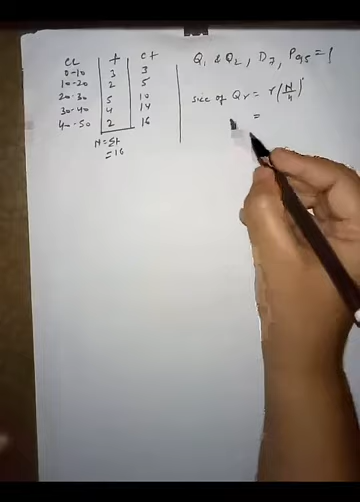 CL f cf
0-10 3 3
10-20 2 5
20-30 5 10
30-40 4 14
40-50 2 16
N = Σf
= 16
Q1 & Q2, D7, P95 = ?
size of Qr = r(N/4)
=